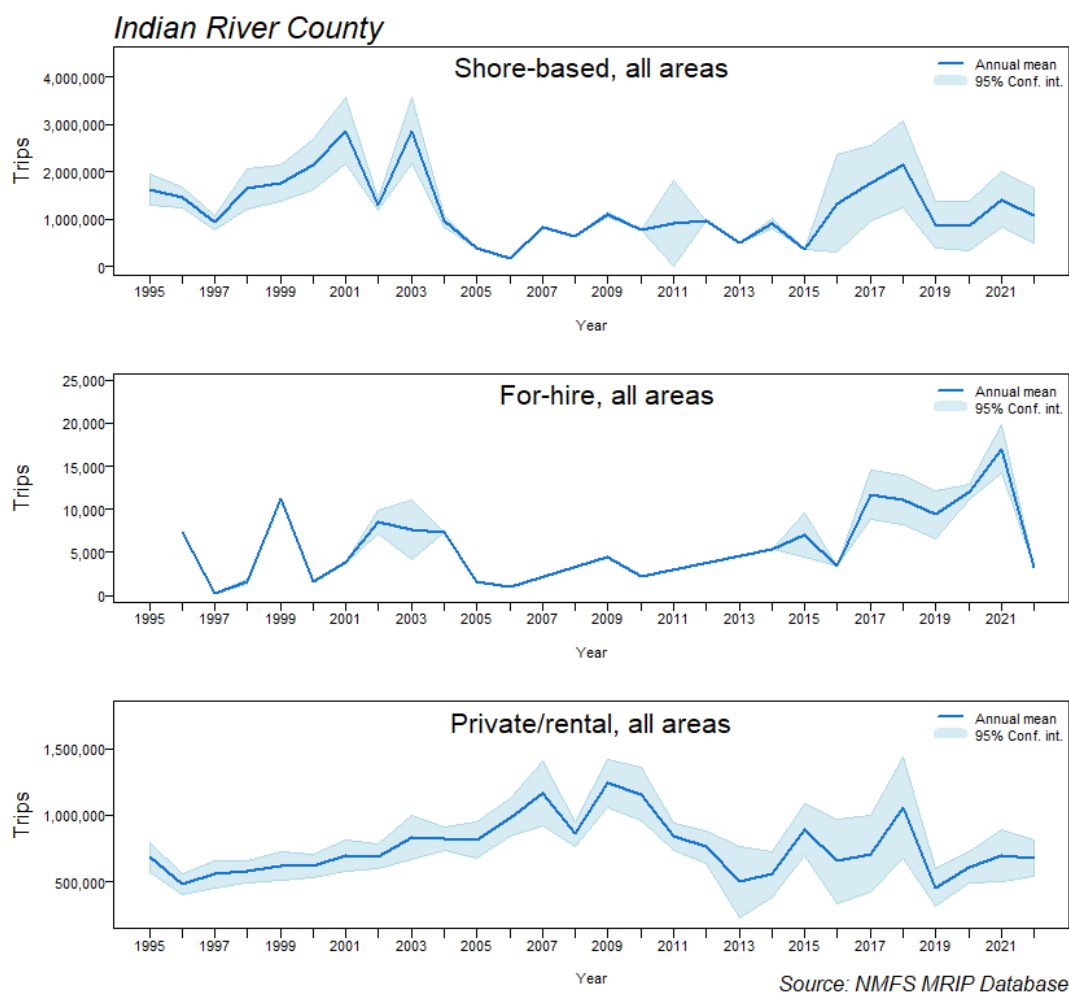 Indian River County
Shore-based, all areas
Annual mean
95% Conf. int.
Trips
4,000,000
3,000,000
2,000,000
1,000,000
0
1995 1997 1999 2001 2003 2005 2007 2009 2011 2013 2015 2017 2019 2021
Year
For-hire, all areas
Annual mean
95% Conf. int.
Trips
25,000
20,000
15,000
10,000
5,000
0
1995 1997 1999 2001 2003 2005 2007 2009 2011 2013 2015 2017 2019 2021
Year
Private/rental, all areas
Annual mean
95% Conf. int.
Trips
1,500,000
1,000,000
500,000
1995 1997 1999 2001 2003 2005 2007 2009 2011 2013 2015 2017 2019 2021
Year
Source: NMFS MRIP Database